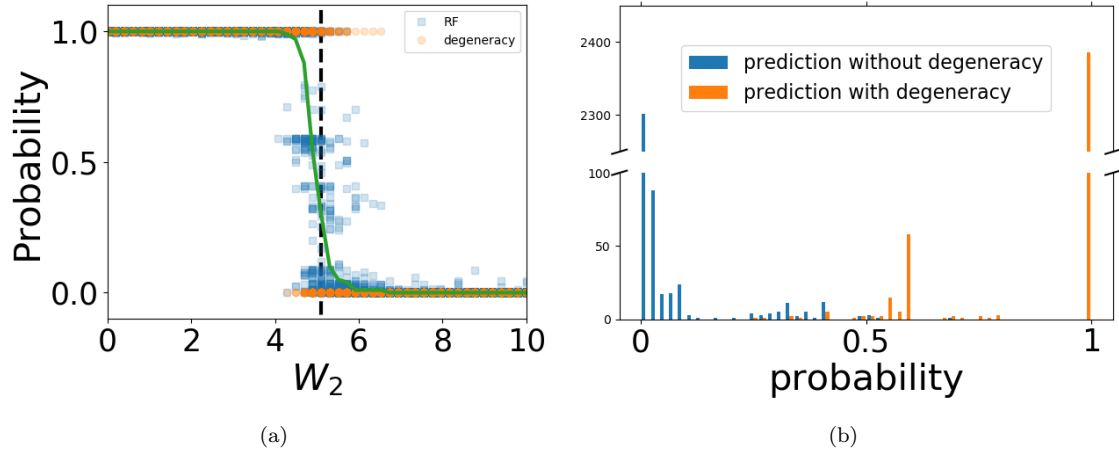 1.0
0.5
0.0
Probability
0
2
4
6
8
10
W₂
RF
degeneracy
(a)
2400
2300
100
50
0
0
0.5
1
probability
prediction without degeneracy
prediction with degeneracy
(b)